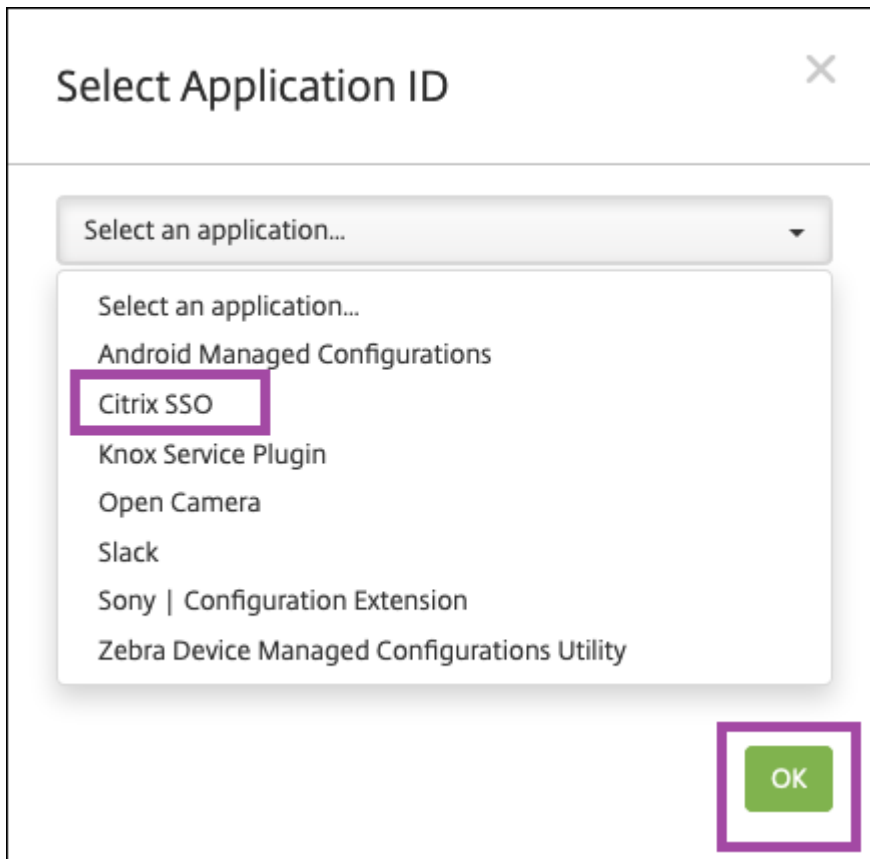 Select Application ID
Select an application...
Select an application...
Android Managed Configurations
Citrix SSO
Knox Service Plugin
Open Camera
Slack
Sony | Configuration Extension
Zebra Device Managed Configurations Utility
OK